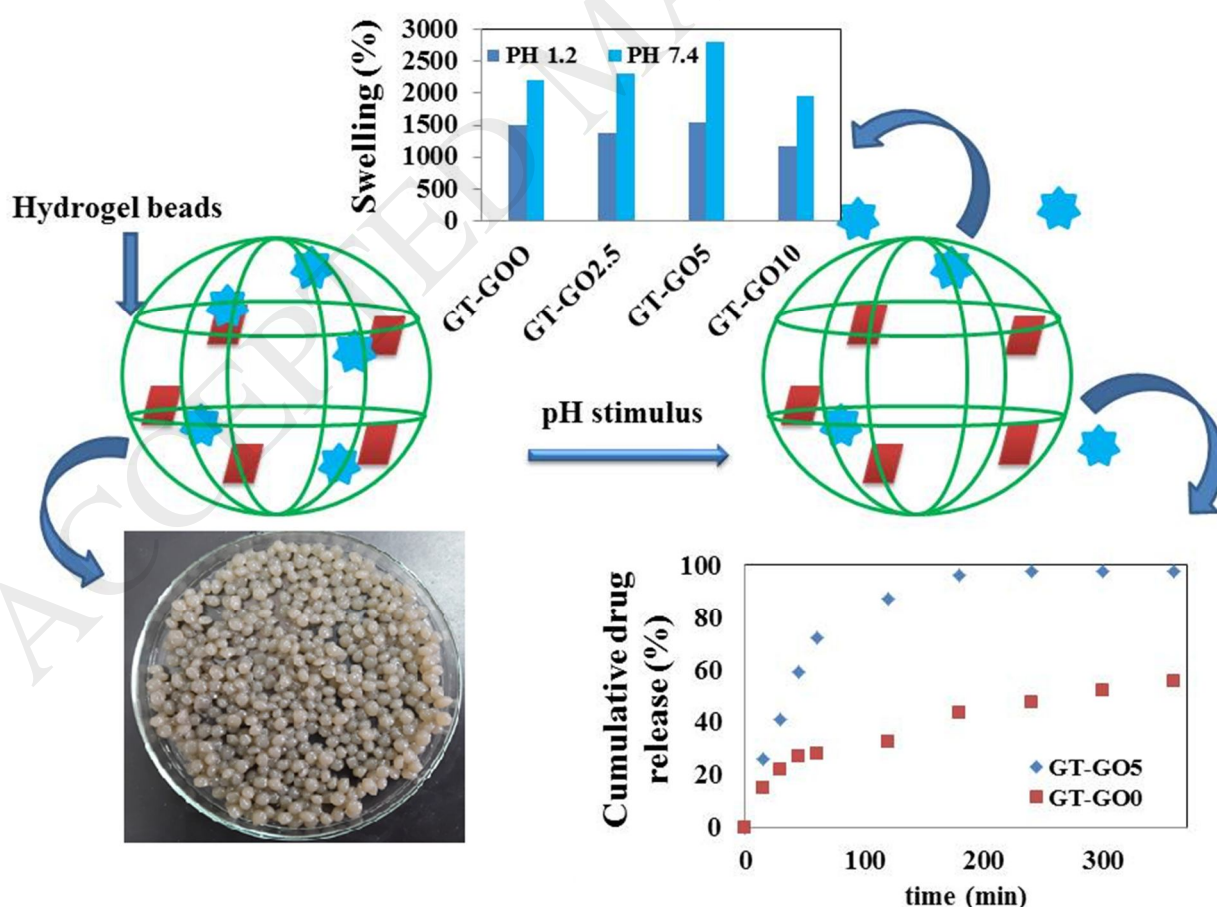 3000
2500
2000
1500
1000
500
0
Swelling (%)
PH 1.2
PH 7.4
GT-GOO
GT-GO2.5
GT-GO5
GT-GO10
Hydrogel beads
pH stimulus
100
80
60
40
20
0
Cumulative drug
release (%)
GT-GO5
GT-GO0
0
100
200
300
time (min)
ACCEPTED MA